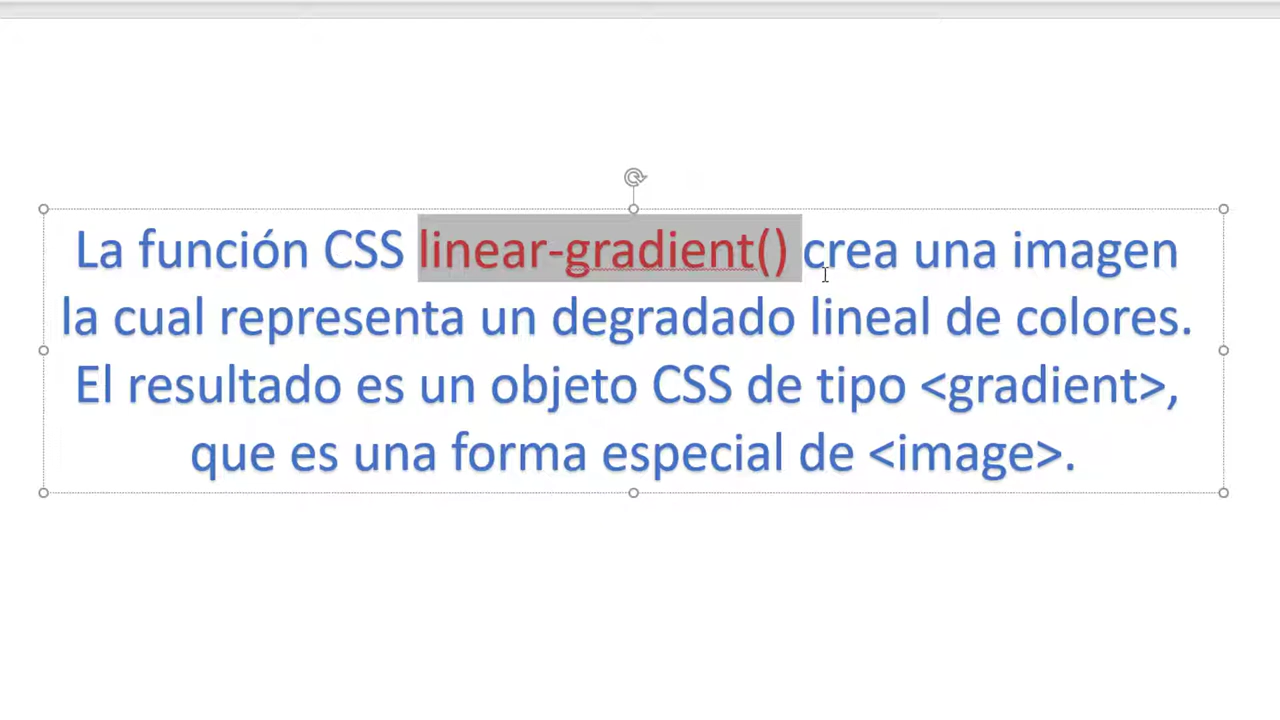 La función CSS linear-gradient() crea una imagen
la cual representa un degradado lineal de colores.
El resultado es un objeto CSS de tipo <gradient>,
que es una forma especial de <image>.